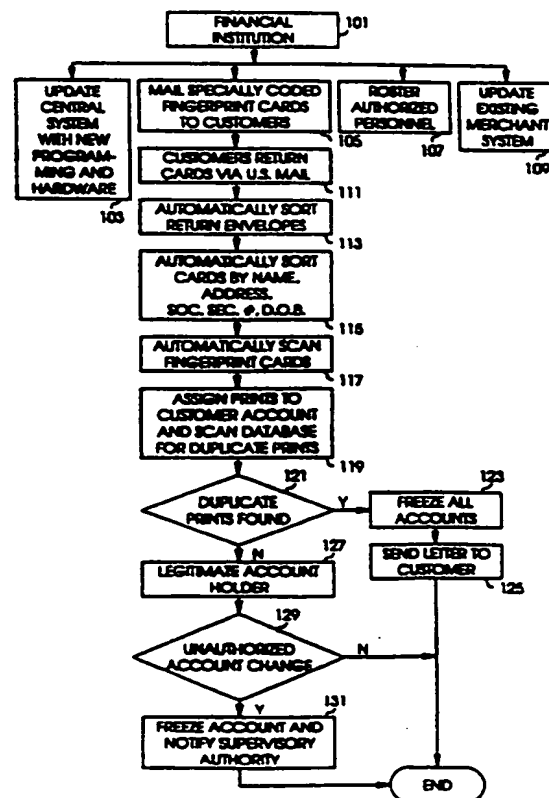 FINANCIAL
INSTITUTION
101
UPDATE
CENTRAL
SYSTEM
WITH NEW
PROGRAM-
MING AND
HARDWARE
103
MAIL SPECIALLY CODED
FINGERPRINT CARDS
TO CUSTOMERS
105
ROSTER
AUTHORIZED
PERSONNEL
107
UPDATE
EXISTING
MERCHANT
SYSTEM
109
CUSTOMERS RETURN
CARDS VIA U.S. MAIL
111
AUTOMATICALLY SORT
RETURN ENVELOPES
113
AUTOMATICALLY SORT
CARDS BY NAME,
ADDRESS,
SOC. SEC. #, D.O.B.
115
AUTOMATICALLY SCAN
FINGERPRINT CARDS
117
ASSIGN PRINTS TO
CUSTOMER ACCOUNT
AND SCAN DATABASE
FOR DUPLICATE PRINTS
119
121
DUPLICATE
PRINTS FOUND
Y
N
123
FREEZE ALL
ACCOUNTS
SEND LETTER TO
CUSTOMER
125
127
LEGITIMATE ACCOUNT
HOLDER
129
UNAUTHORIZED
ACCOUNT CHANGE
N
Y
131
FREEZE ACCOUNT AND
NOTIFY SUPERVISORY
AUTHORITY
END